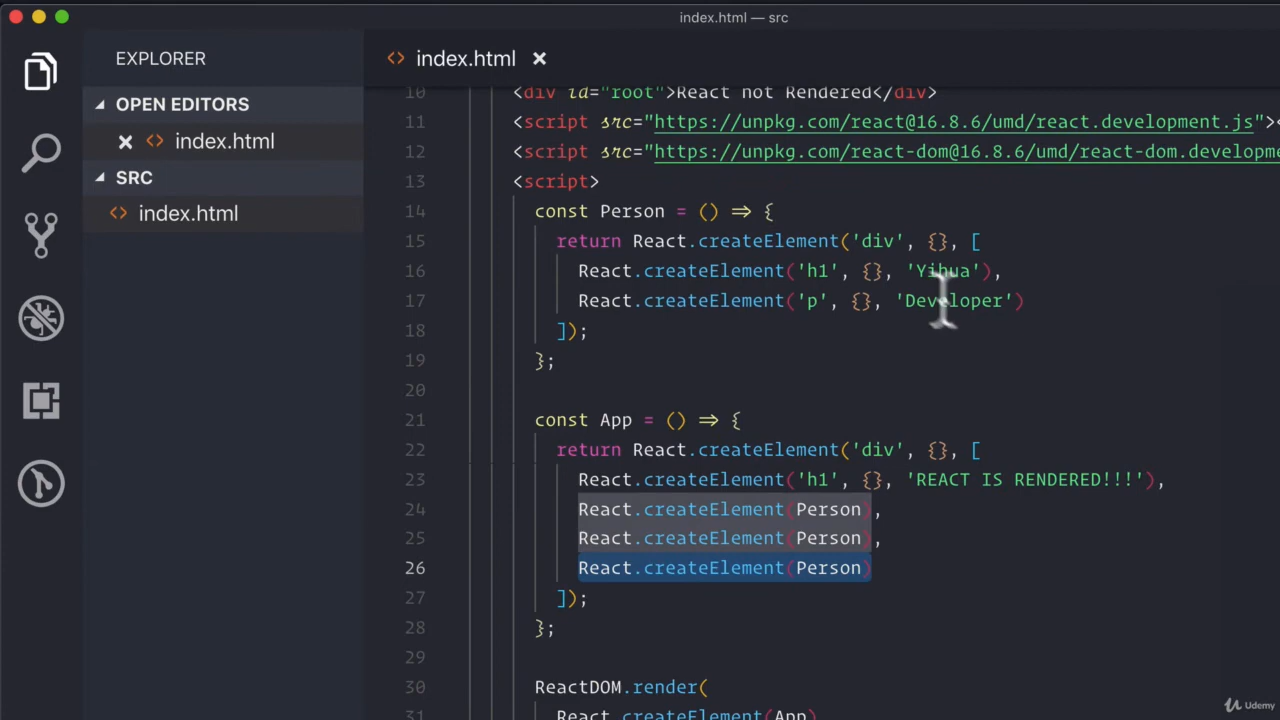 index.html — src
EXPLORER
OPEN EDITORS
index.html
SRC
index.html
index.html
10 <div id="root">React not Rendered</div>
11 <script src="https://unpkg.com/react@16.8.6/umd/react.development.js"><
12 <script src="https://unpkg.com/react-dom@16.8.6/umd/react-dom.developme
13 <script>
14 const Person = () => {
15 return React.createElement('div', {}, [
16 React.createElement('h1', {}, 'Yihua'),
17 React.createElement('p', {}, 'Developer')
18 ]);
19 };
20
21 const App = () => {
22 return React.createElement('div', {}, [
23 React.createElement('h1', {}, 'REACT IS RENDERED!!!'),
24 React.createElement(Person),
25 React.createElement(Person),
26 React.createElement(Person)
27 ]);
28 };
29
30 ReactDOM.render(
31 React.createElement(App)
Udemy